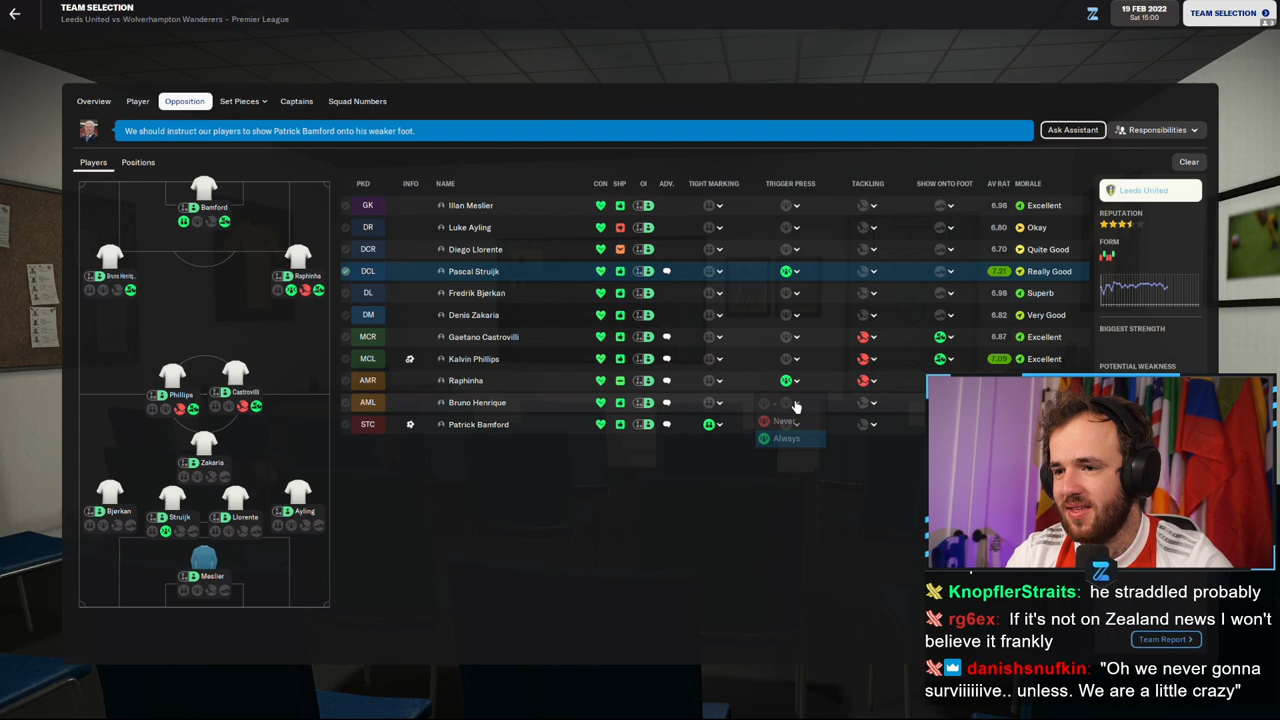 TEAM SELECTION
Leeds United vs Wolverhampton Wanderers - Premier League
19 FEB 2022
Sat 15:00
TEAM SELECTION
Overview
Player
Opposition
Set Pieces
Captains
Squad Numbers
We should instruct our players to show Patrick Bamford onto his weaker foot.
Ask Assistant
Responsibilities
Players
Positions
Clear
PKD INFO NAME CON SHP OI ADV. TIGHT MARKING TRIGGER PRESS TACKLING SHOW ONTO FOOT AV RAT MORALE
GK Illan Meslier 6.98 Excellent
DR Luke Ayling 6.80 Okay
DCR Diego Llorente 6.70 Quite Good
DCL Pascal Struijk 7.21 Really Good
DL Fredrik Bjørkan 6.98 Superb
DM Denis Zakaria 6.82 Very Good
MCR Gaetano Castrovilli 6.87 Excellent
MCL Kalvin Phillips 7.09 Excellent
AMR Raphinha
AML Bruno Henrique
STC Patrick Bamford
-
Never
Always
Bamford
Bruno Henriq...
Raphinha
Phillips
Castrovilli
Zakaria
Bjørkan
Struijk
Llorente
Ayling
Meslier
Leeds United
REPUTATION
FORM
BIGGEST STRENGTH
POTENTIAL WEAKNESS
KnopflerStraits: he straddled probably
rg6ex: If it's not on Zealand news I won't
believe it frankly
Team Report >
danishsnufkin: "Oh we never gonna
surviiiiiive.. unless. We are a little crazy"